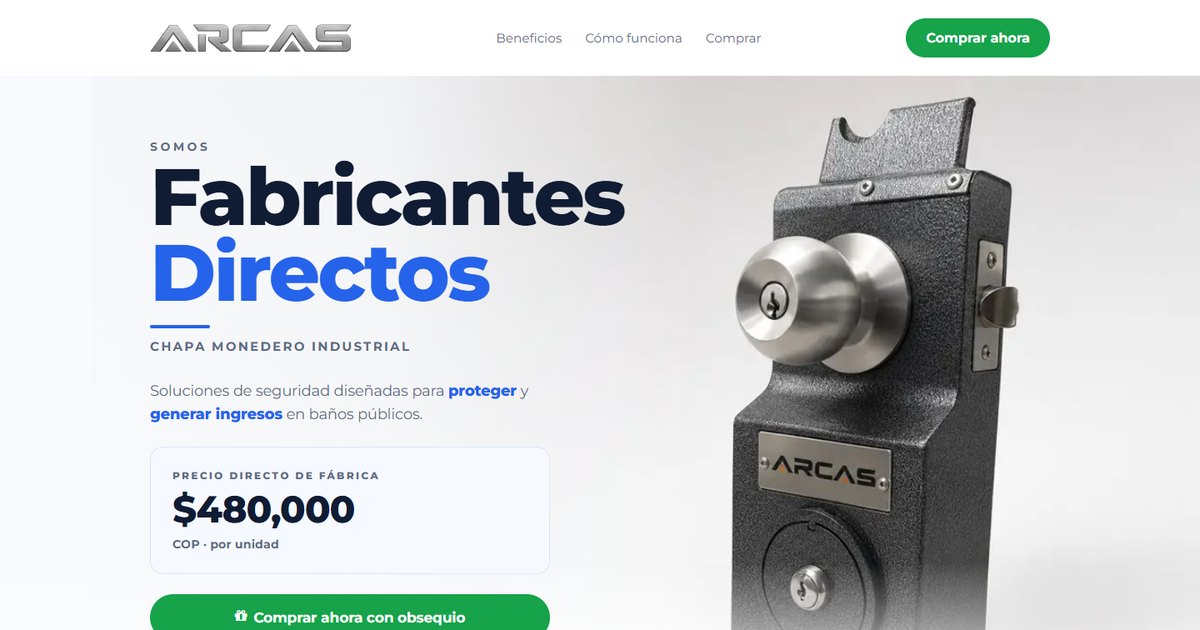 ARCAS
Beneficios
Cómo funciona
Comprar
Comprar ahora
SOMOS
Fabricantes
Directos
CHAPA MONEDERO INDUSTRIAL
Soluciones de seguridad diseñadas para proteger y
generar ingresos en baños públicos.
PRECIO DIRECTO DE FÁBRICA
$480,000
COP · por unidad
Comprar ahora con obsequio
ARCAS